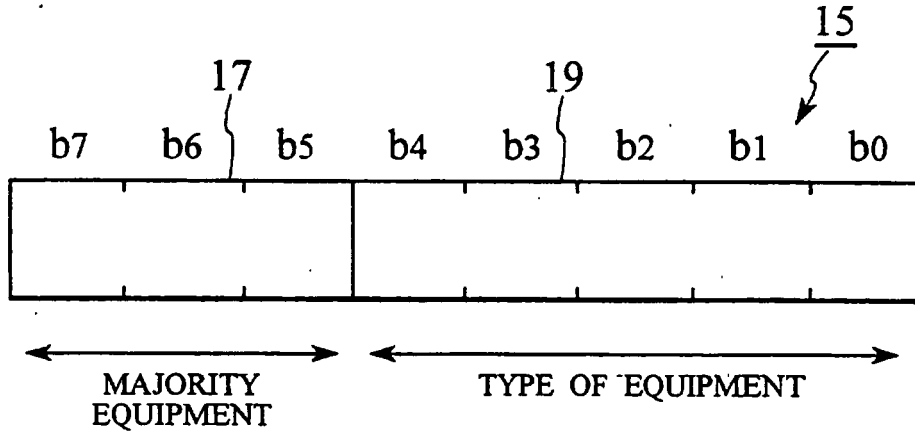 15
17 19
b7 b6 b5 b4 b3 b2 b1 b0
MAJORITY EQUIPMENT
TYPE OF EQUIPMENT